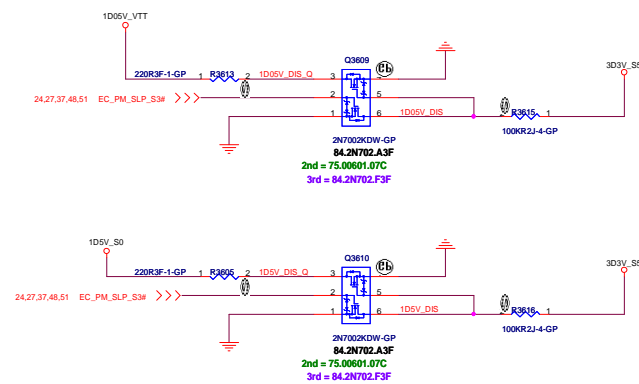 1D05V_VTT
Q3609
3D3V_S5
220R3F-1-GP 1 R3613 2 1D05V_DIS_Q 3 4
24,27,37,48,51 EC_PM_SLP_S3# 2 5
1 6 1D05V_DIS 2 R3615 1
100KR2J-4-GP
2N7002KDW-GP
84.2N702.A3F
2nd = 75.00601.07C
3rd = 84.2N702.F3F
1D5V_S0
Q3610
3D3V_S5
220R3F-1-GP 1 R3605 2 1D5V_DIS_Q 3 4
24,27,37,48,51 EC_PM_SLP_S3# 2 5
1 6 1D5V_DIS 2 R3616 1
100KR2J-4-GP
2N7002KDW-GP
84.2N702.A3F
2nd = 75.00601.07C
3rd = 84.2N702.F3F